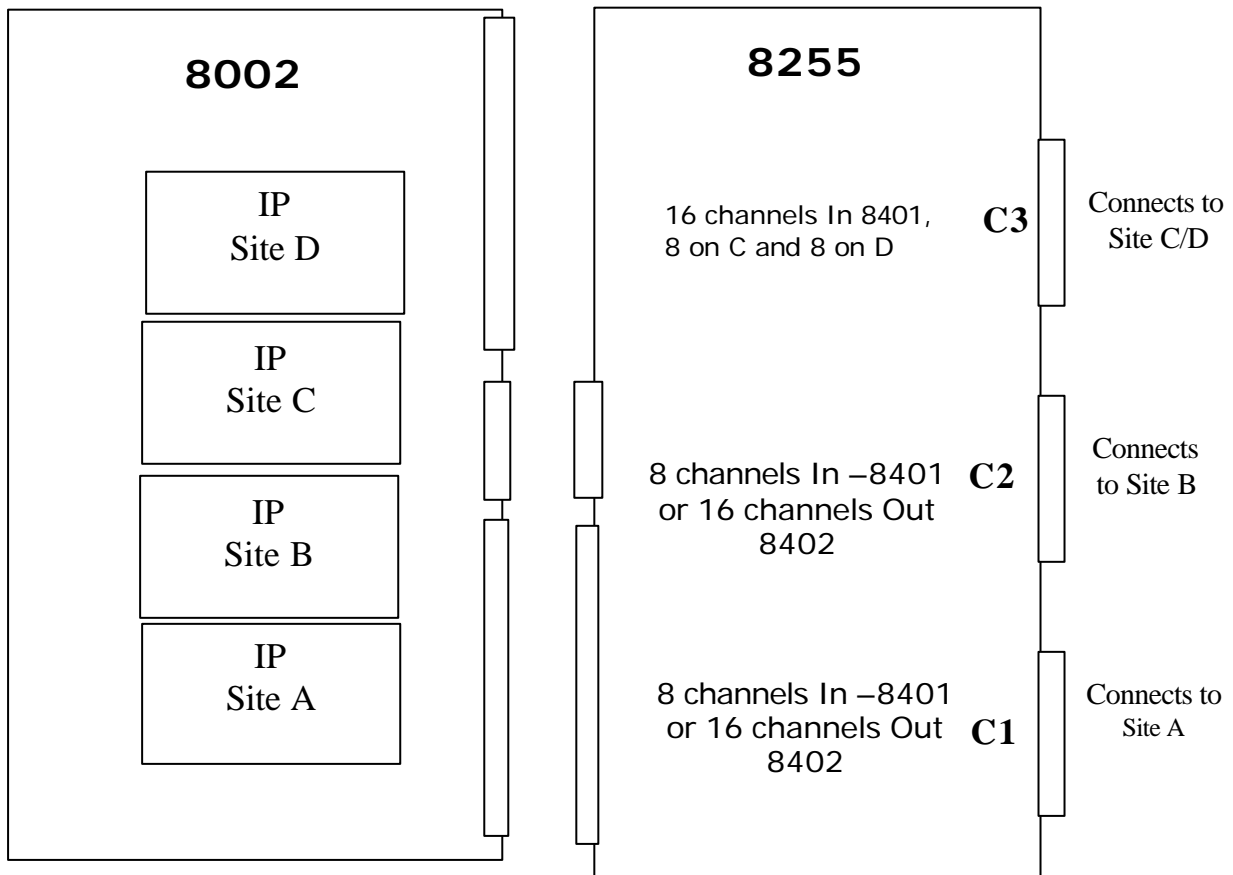 8002
IP
Site D
IP
Site C
IP
Site B
IP
Site A
8255
16 channels In 8401,
8 on C and 8 on D
C3
Connects to
Site C/D
8 channels In –8401
or 16 channels Out
8402
C2
Connects
to Site B
8 channels In –8401
or 16 channels Out
8402
C1
Connects to
Site A